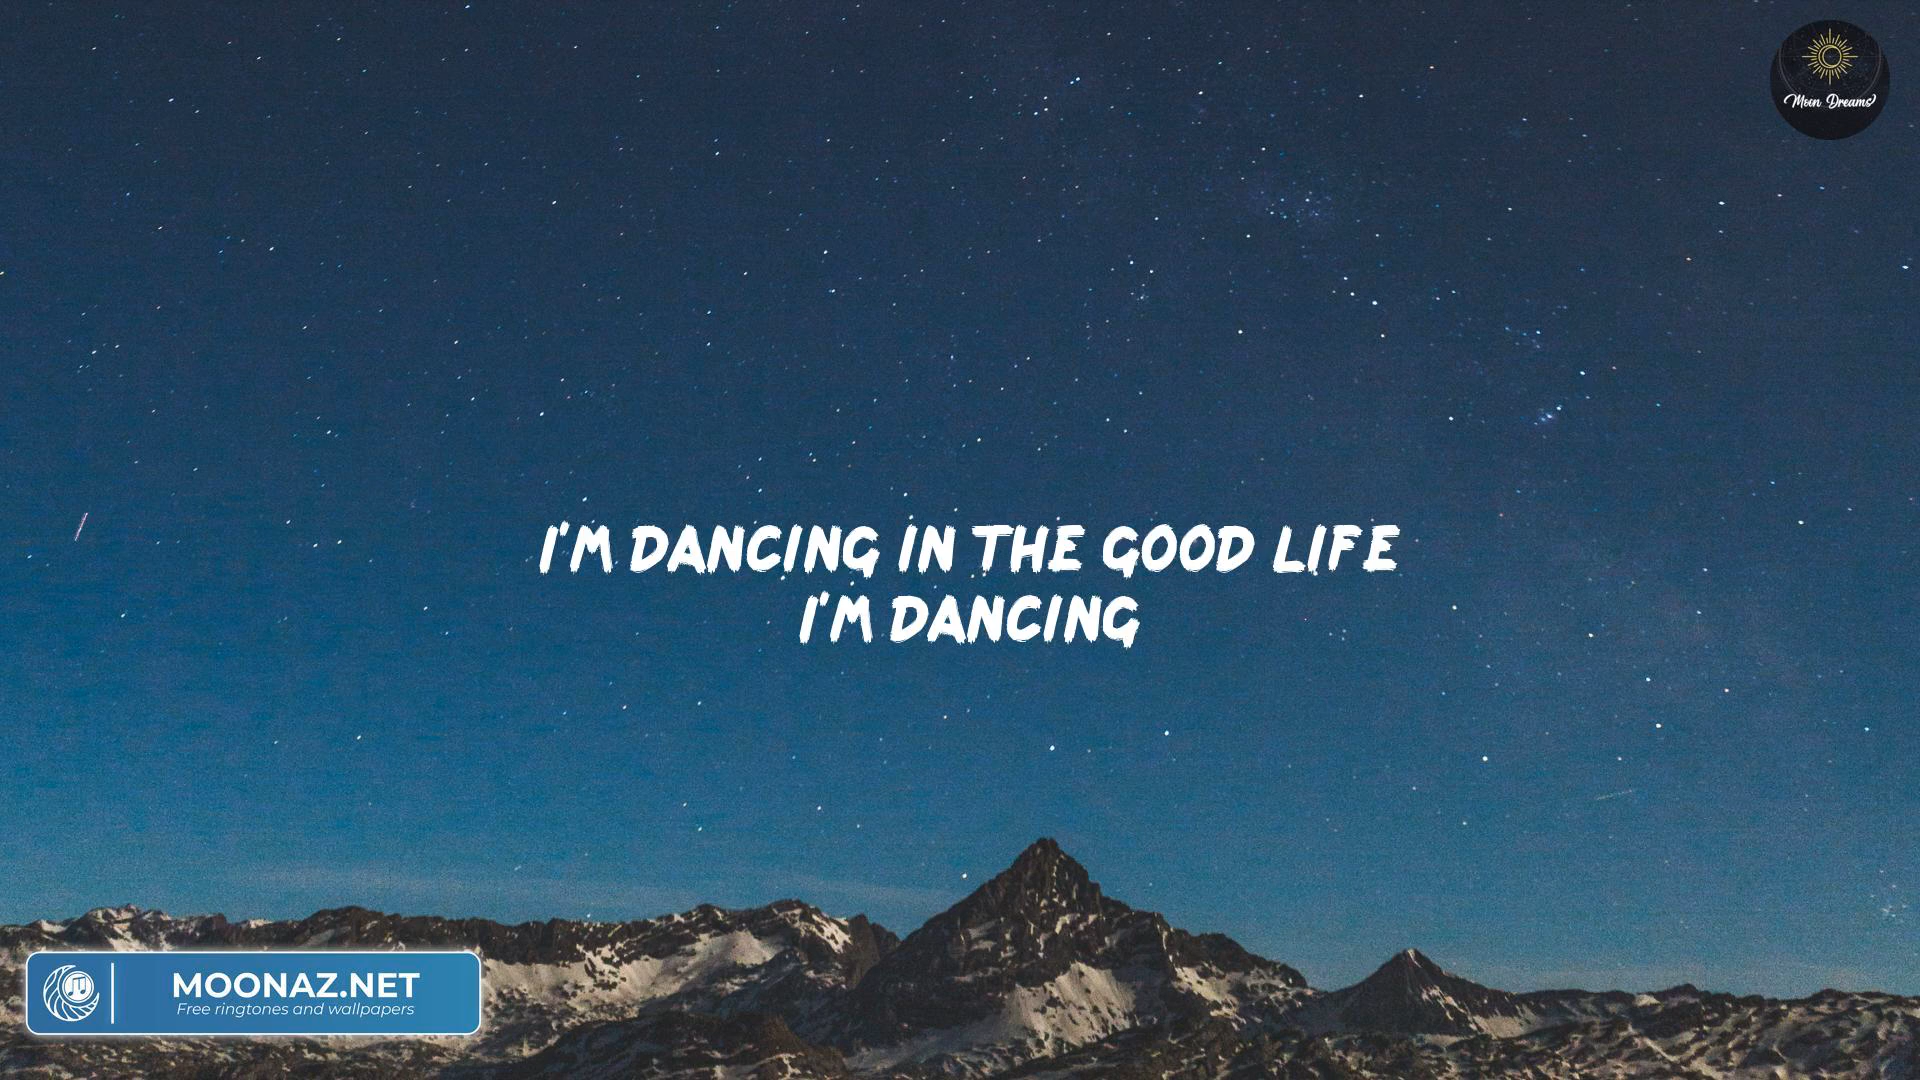 Moon Dreams
I'M DANCING IN THE GOOD LIFE
I'M DANCING
MOONAZ.NET
Free ringtones and wallpapers